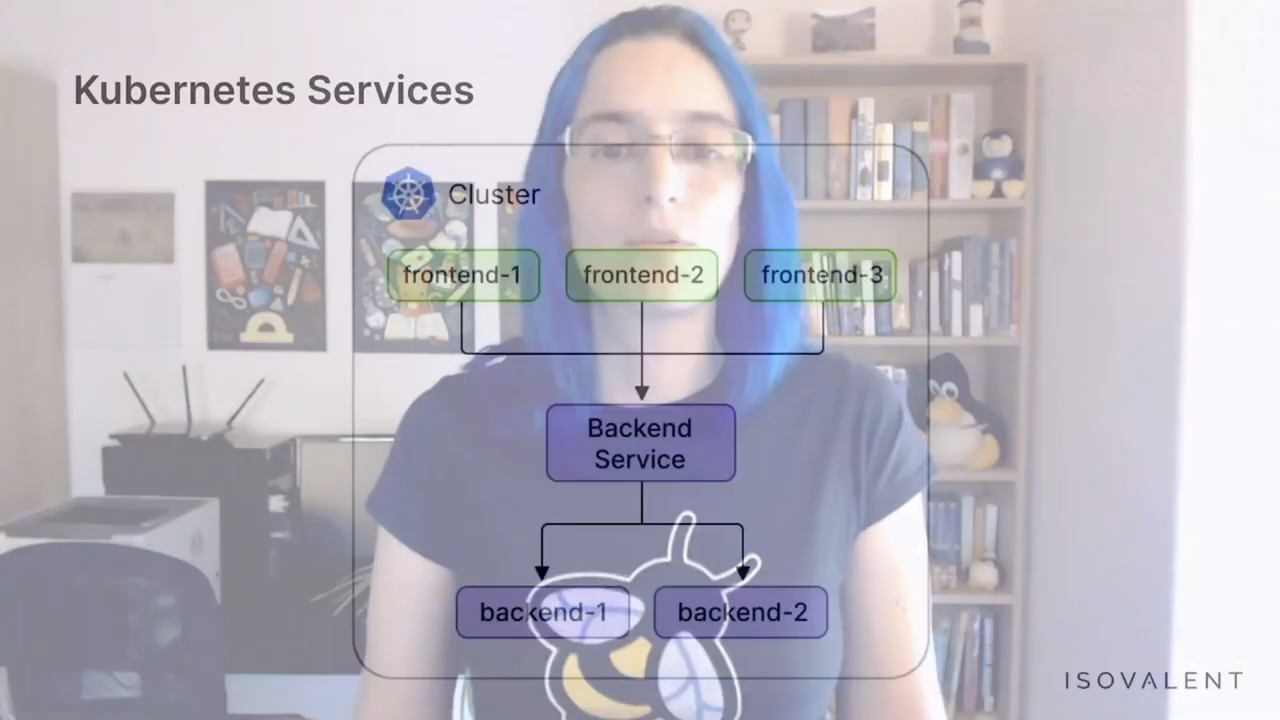 Kubernetes Services
Cluster
frontend-1
frontend-2
frontend-3
Backend
Service
backend-1
backend-2
ISOVALENT